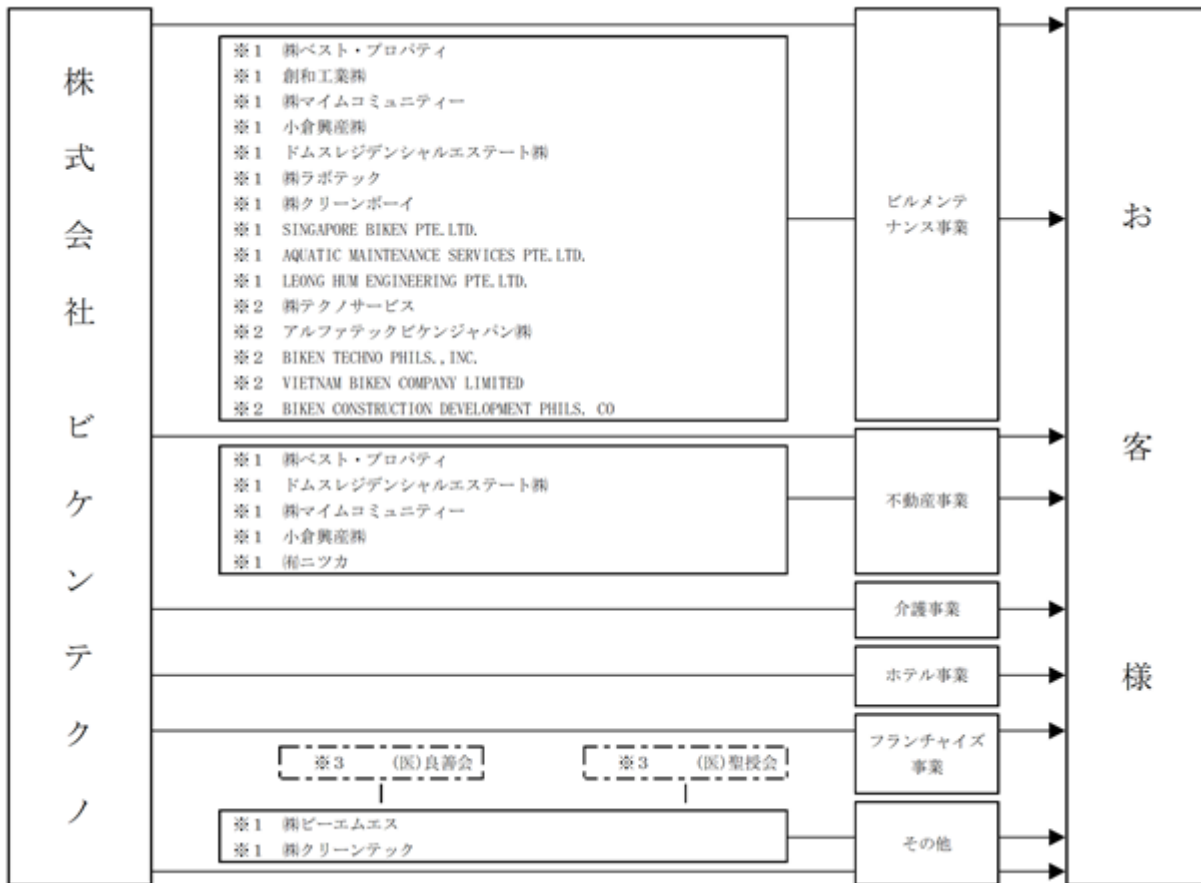 株式会社 ビケンテクノ
※1 ㈱ベスト・プロパティ
※1 創和工業㈱
※1 ㈱マイムコミュニティー
※1 小倉興産㈱
※1 ドムスレジデンシャルエステート㈱
※1 ㈱ラボテック
※1 ㈱クリーンボーイ
※1 SINGAPORE BIKEN PTE.LTD.
※1 AQUATIC MAINTENANCE SERVICES PTE.LTD.
※1 LEONG HUM ENGINEERING PTE.LTD.
※2 ㈱テクノサービス
※2 アルファテックビケンジャパン㈱
※2 BIKEN TECHNO PHILS.,INC.
※2 VIETNAM BIKEN COMPANY LIMITED
※2 BIKEN CONSTRUCTION DEVELOPMENT PHILS. CO
ビルメンテ
ナンス事業
※1 ㈱ベスト・プロパティ
※1 ドムスレジデンシャルエステート㈱
※1 ㈱マイムコミュニティー
※1 小倉興産㈱
※1 ㈲ニツカ
不動産事業
介護事業
ホテル事業
フランチャイズ
事業
※3 (医)良善会
※3 (医)聖授会
※1 ㈱ビーエムエス
※1 ㈱クリーンテック
その他
お客様